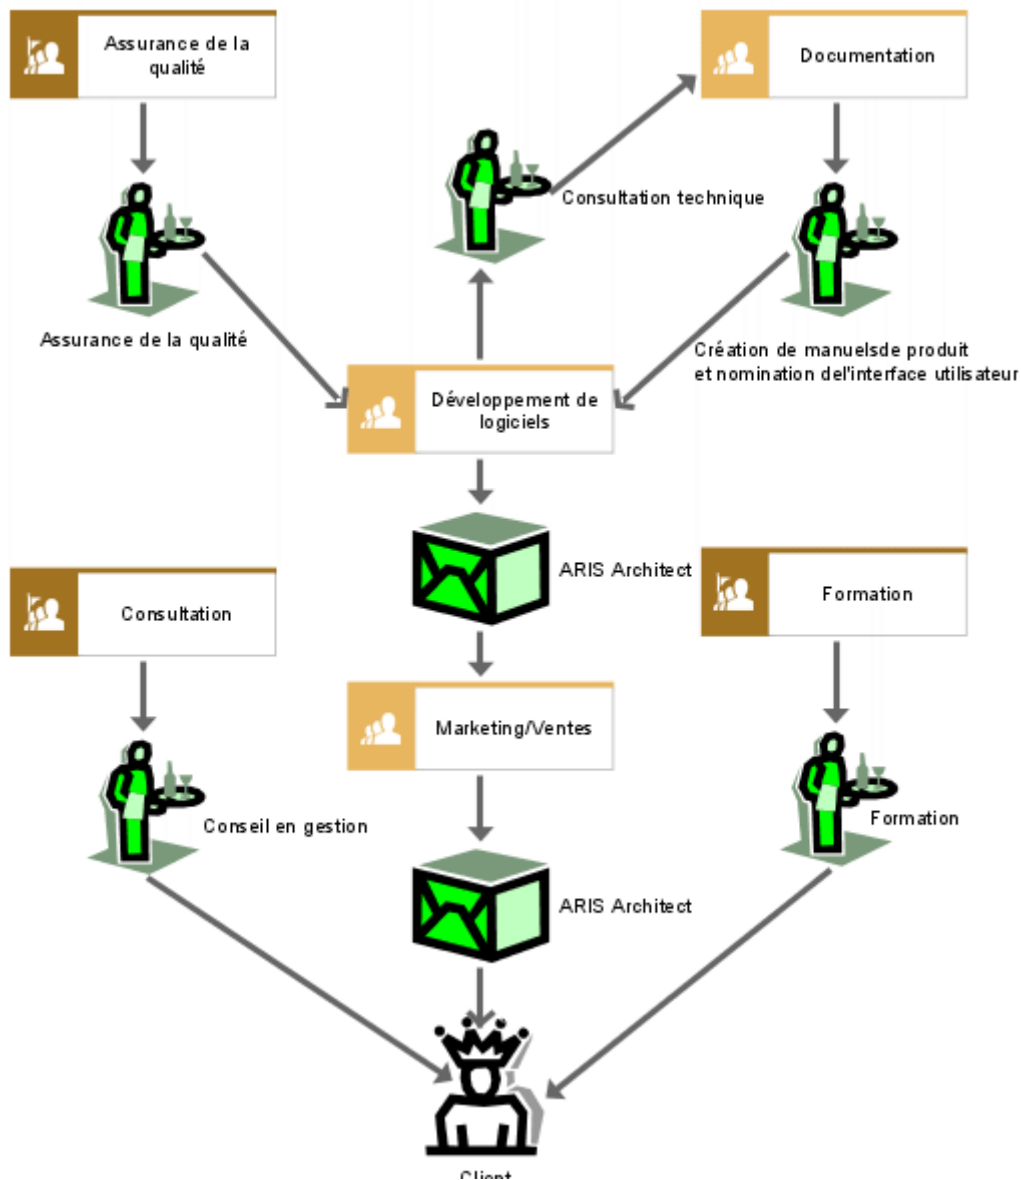 Assurance de la
qualité
Documentation
Consultation technique
Assurance de la qualité
Création de manuelsde produit
et nomination del'interface utilisateur
Développement de
logiciels
ARIS Architect
Consultation
Formation
Marketing/Ventes
Conseil en gestion
Formation
ARIS Architect
Client